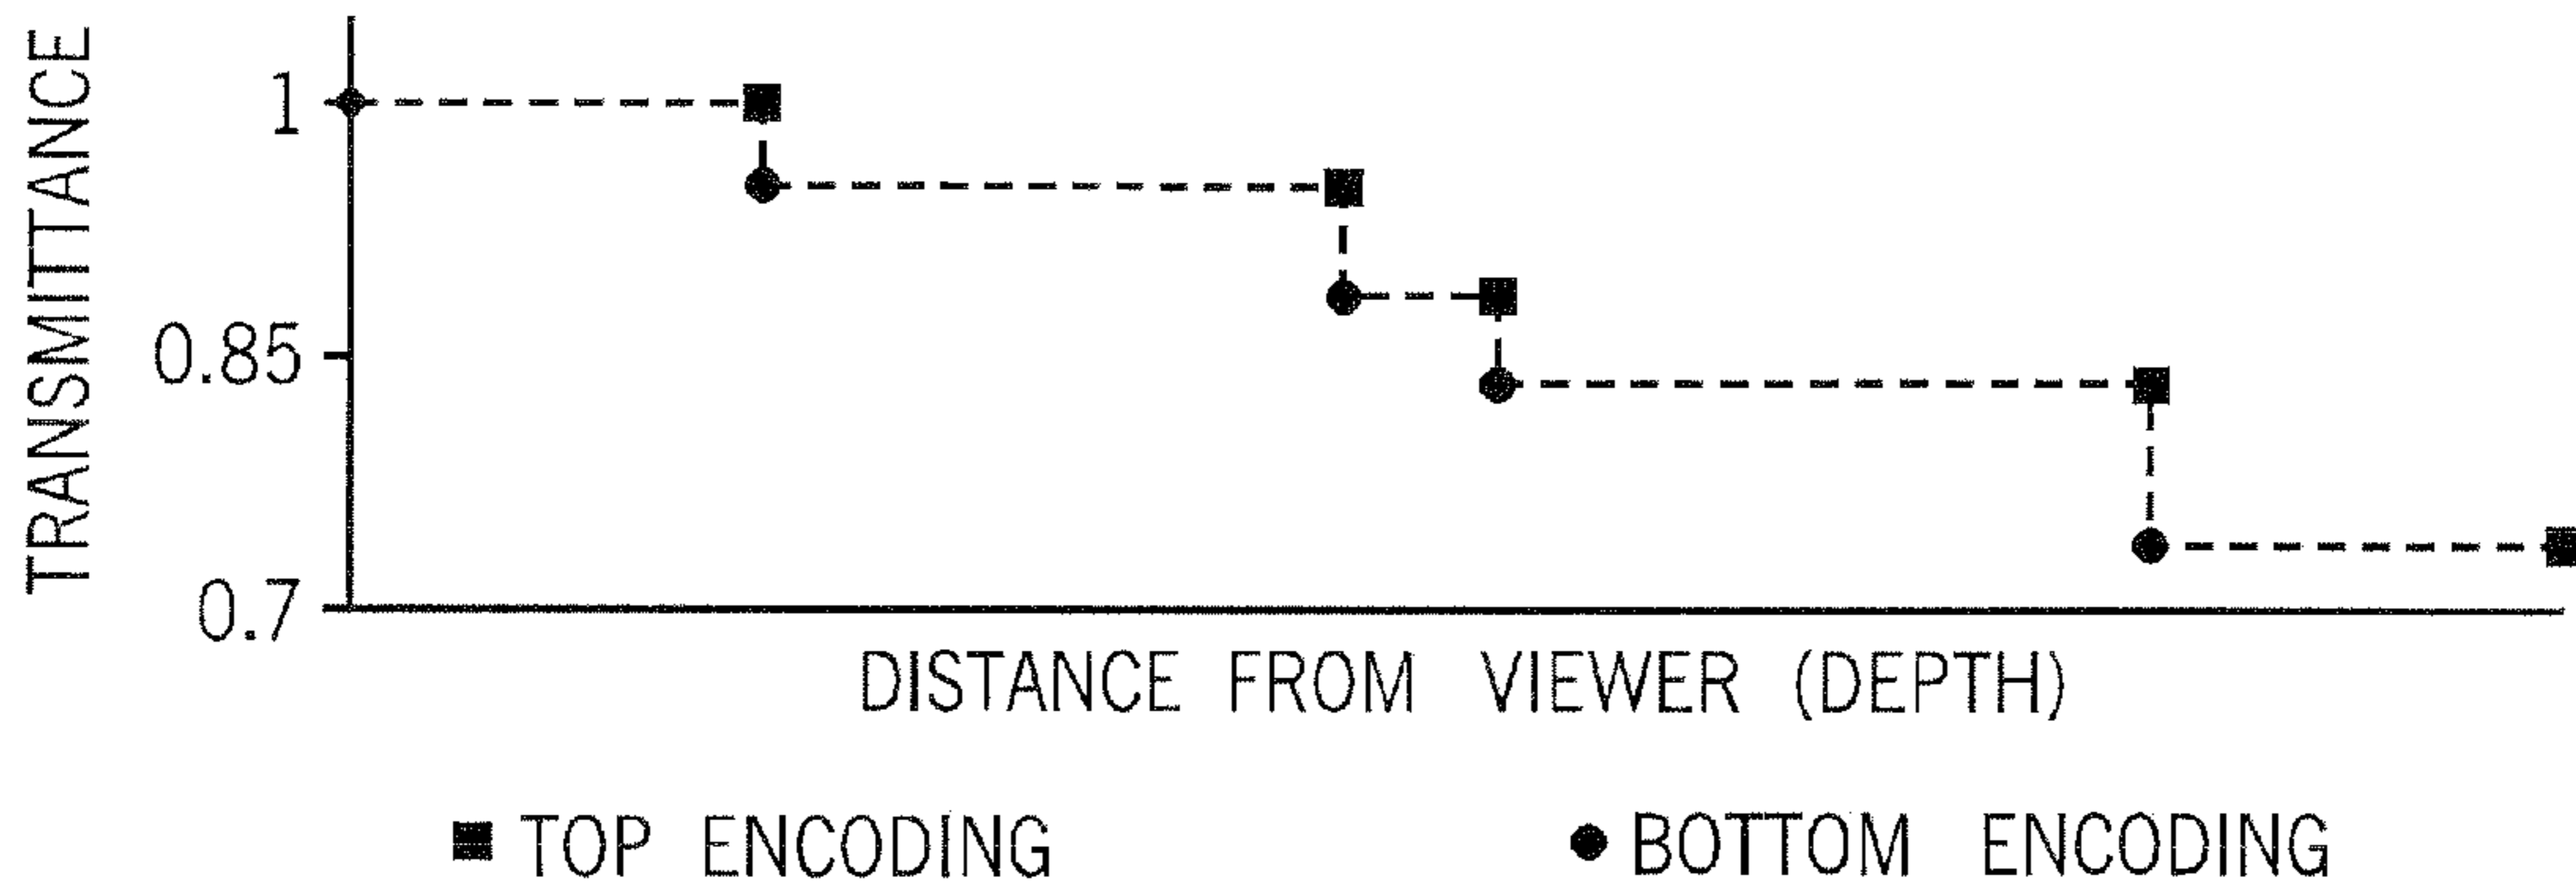 TRANSMITTANCE
1
0.85
0.7
DISTANCE FROM VIEWER (DEPTH)
TOP ENCODING
BOTTOM ENCODING